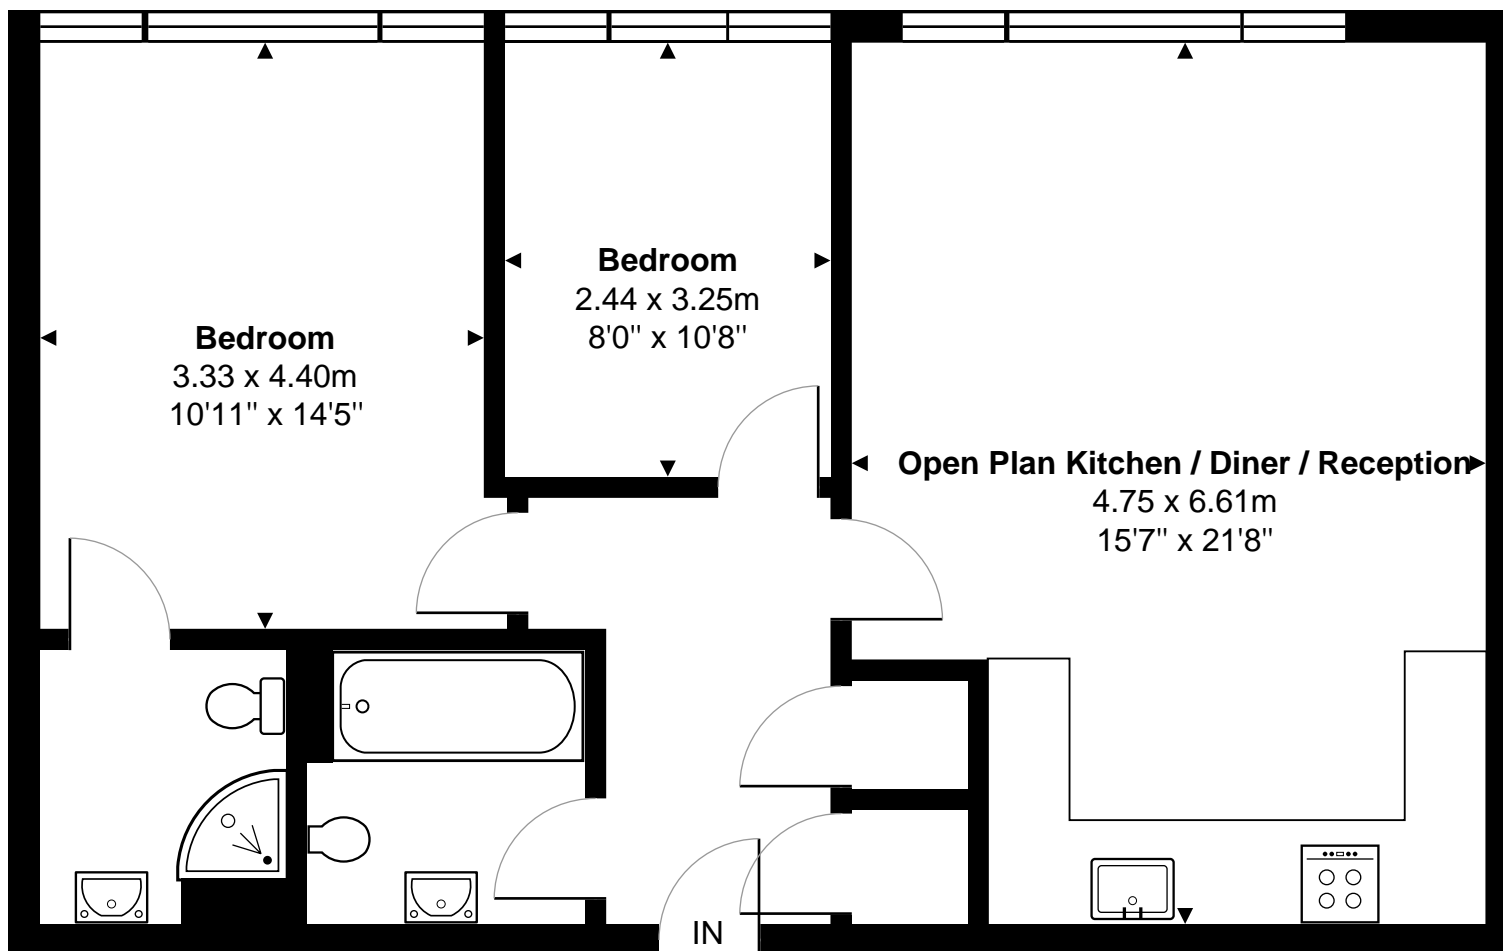 Bedroom
3.33 x 4.40m
10'11" x 14'5"
Bedroom
2.44 x 3.25m
8'0" x 10'8"
Open Plan Kitchen / Diner / Reception
4.75 x 6.61m
15'7" x 21'8"
IN